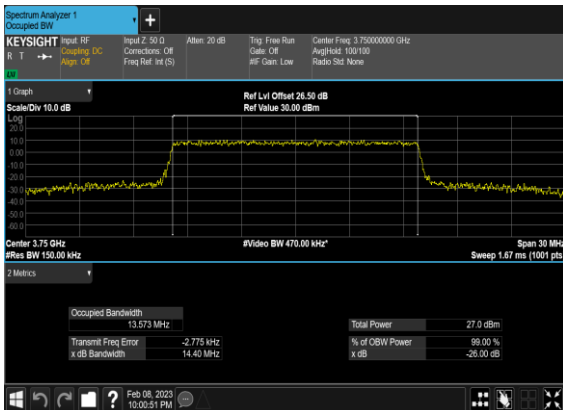 Spectrum Analyzer 1
Occupied BW
KEYSIGHT Input: RF Input Z: 50 Ω Atten: 20 dB Trig: Free Run Center Freq: 3.750000000 GHz
R T Coupling: DC Corrections: Off Gate: Off Avg|Hold: 100/100
Align: Off Freq Ref: Int (S) #IF Gain: Low Radio Std: None
1 Graph
Ref Lvl Offset 26.50 dB
Scale/Div 10.0 dB Ref Value 30.00 dBm
Log
20.0
10.0
0.00
-10.0
-20.0
-30.0
-40.0
-50.0
-60.0
Center 3.75 GHz #Video BW 470.00 kHz* Span 30 MHz
#Res BW 150.00 kHz Sweep 1.67 ms (1001 pts
2 Metrics
Occupied Bandwidth
13.573 MHz Total Power 27.0 dBm
Transmit Freq Error -2.775 kHz % of OBW Power 99.00 %
x dB Bandwidth 14.40 MHz x dB -26.00 dB
Feb 08, 2023
10:00:51 PM